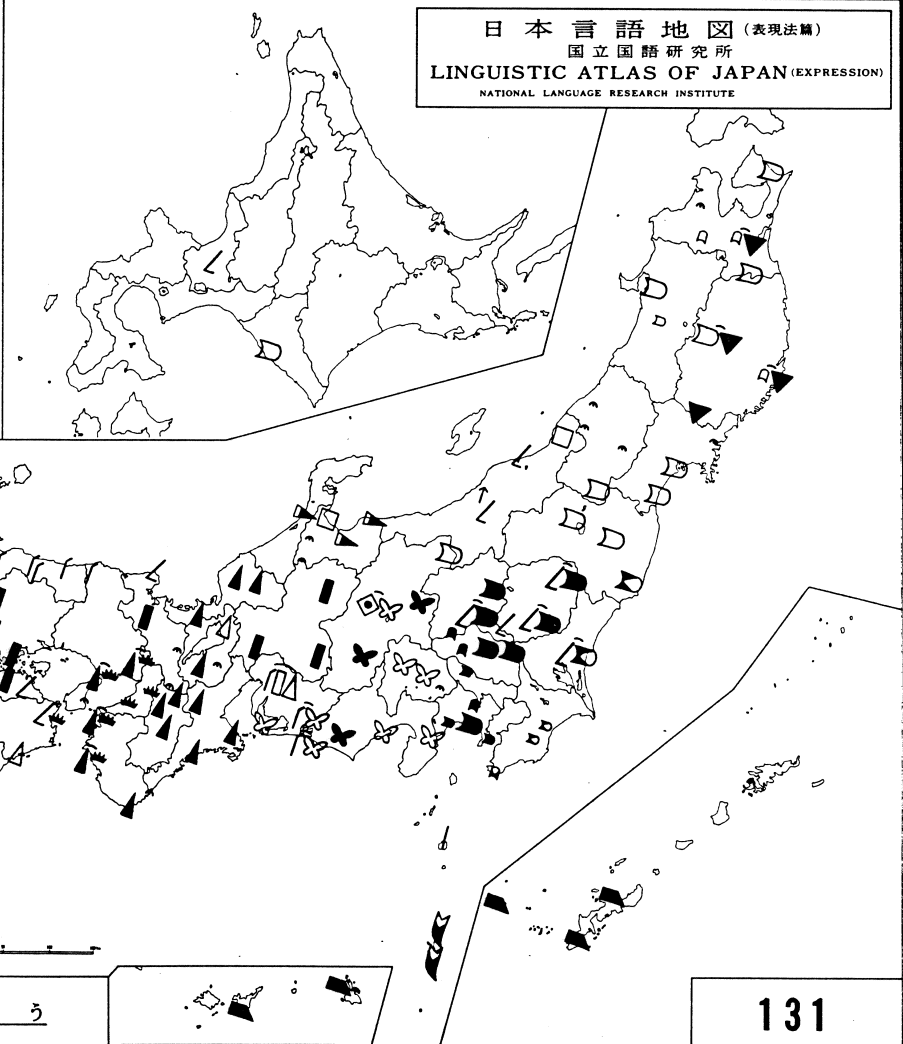 日本言語地図(表現法篇)
国立国語研究所
LINGUISTIC ATLAS OF JAPAN (EXPRESSION)
NATIONAL LANGUAGE RESEARCH INSTITUTE
う
131